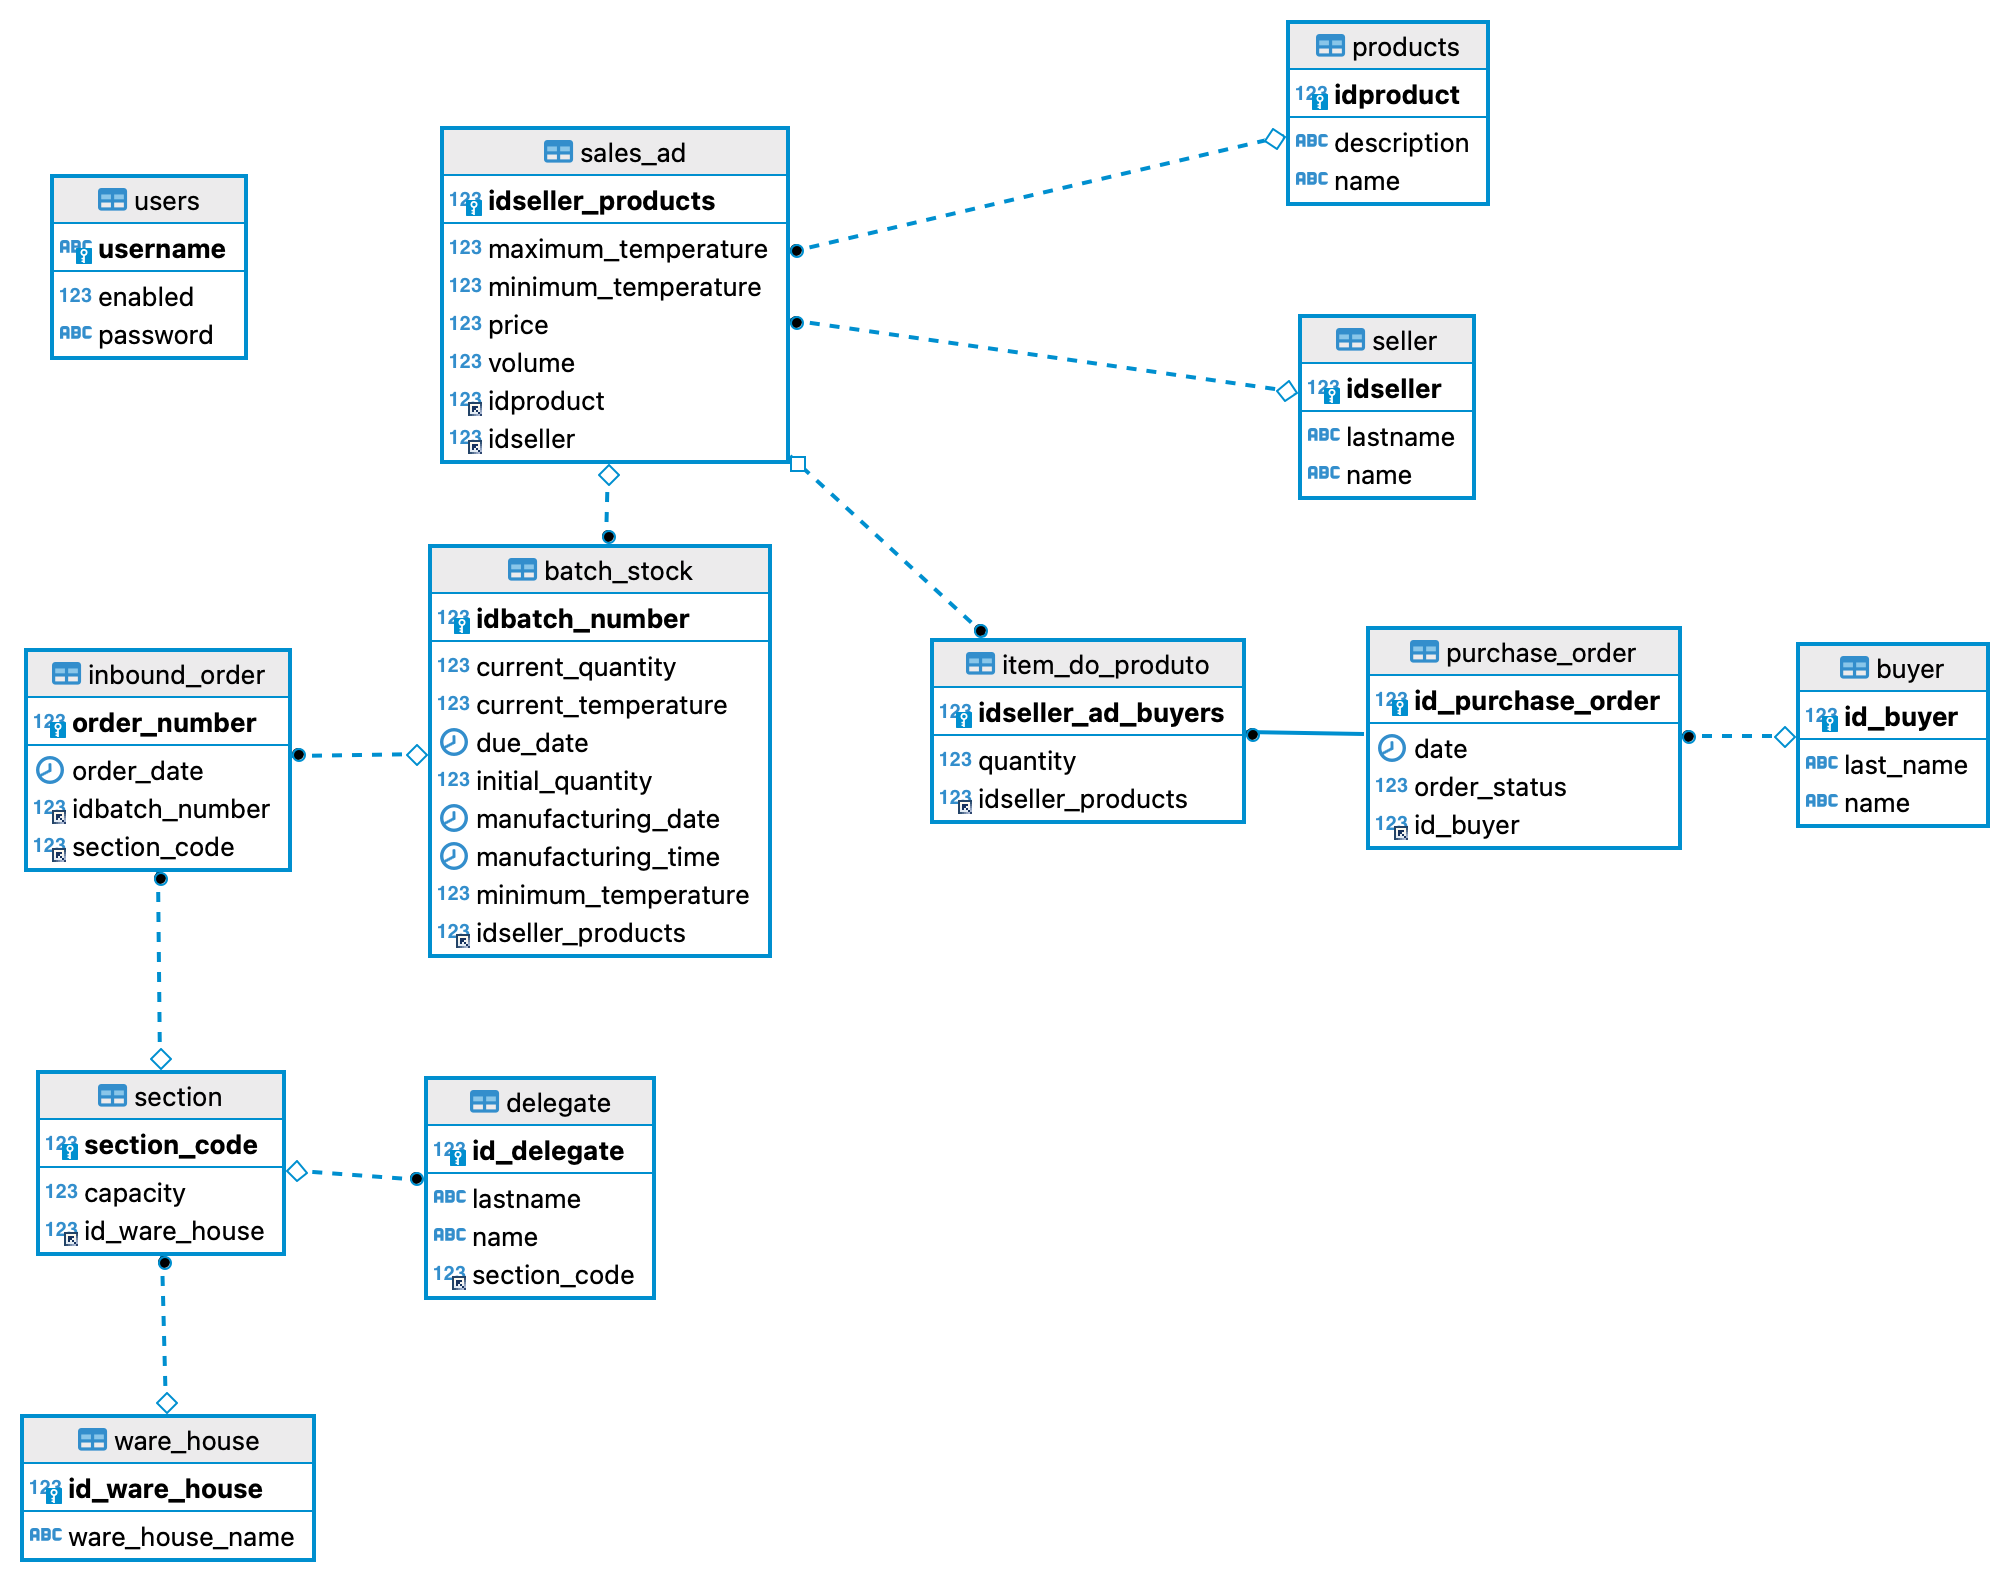 products
123 idproduct
ABC description
ABC name
sales_ad
123 idseller_products
123 maximum_temperature
123 minimum_temperature
123 price
123 volume
123 idproduct
123 idseller
users
ABC username
123 enabled
ABC password
seller
123 idseller
ABC lastname
ABC name
batch_stock
123 idbatch_number
123 current_quantity
123 current_temperature
due_date
123 initial_quantity
manufacturing_date
manufacturing_time
123 minimum_temperature
123 idseller_products
inbound_order
123 order_number
order_date
123 idbatch_number
123 section_code
item_do_produto
123 idseller_ad_buyers
123 quantity
123 idseller_products
purchase_order
123 id_purchase_order
date
123 order_status
123 id_buyer
buyer
123 id_buyer
ABC last_name
ABC name
section
123 section_code
123 capacity
123 id_ware_house
delegate
123 id_delegate
ABC lastname
ABC name
123 section_code
ware_house
123 id_ware_house
ABC ware_house_name